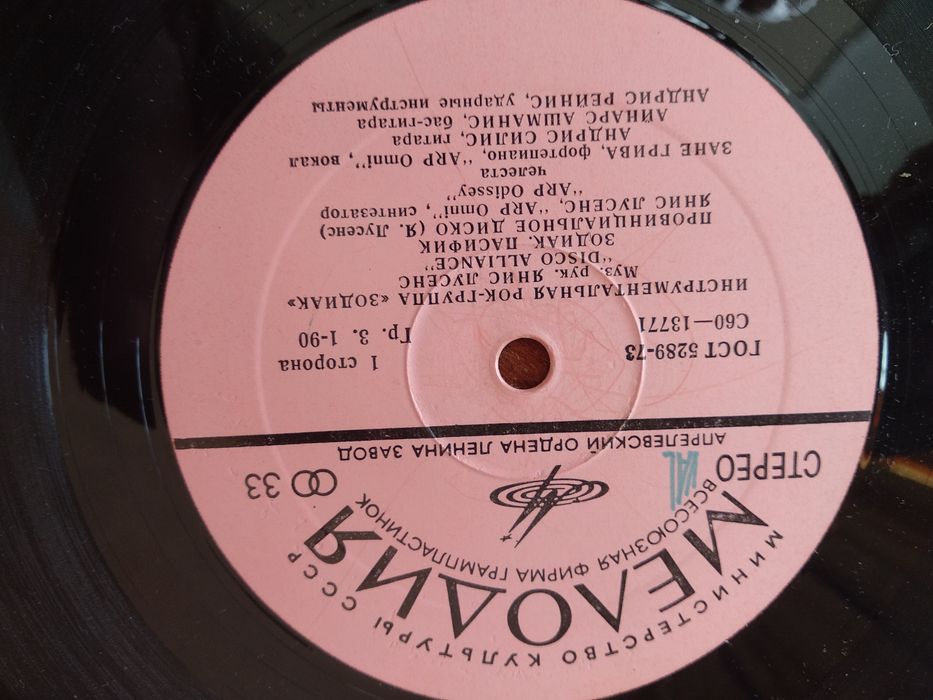 МИНИСТЕРСТВО КУЛЬТУРЫ СССР
МЕЛОДИЯ
ВСЕСОЮЗНАЯ ФИРМА ГРАМПЛАСТИНОК
СТЕРЕО
VAL
33
АПРЕЛЕВСКИЙ ОРДЕНА ЛЕНИНА ЗАВОД
ГОСТ 5289-73
1 сторона
С60—13771
Гр. 3. 1-90
ИНСТРУМЕНТАЛЬНАЯ РОК-ГРУППА «ЗОДИАК»
Муз. рук. ЯНИС ЛУСЕНС
"DISCO ALLIANCE"
ЗОДИАК. ПАСИФИК
ПРОВИНЦИАЛЬНОЕ ДИСКО (Я. Лусенс)
ЯНИС ЛУСЕНС, "ARP Omni", синтезатор
"ARP Odissey"
челеста
ЗАНЕ ГРИВА, фортепиано, "ARP Omni", вокал
АНДРИС СИЛИС, гитара
АЙНАРС АШМАНИС, бас-гитара
АНДРИС РЕЙНИС, ударные инструменты